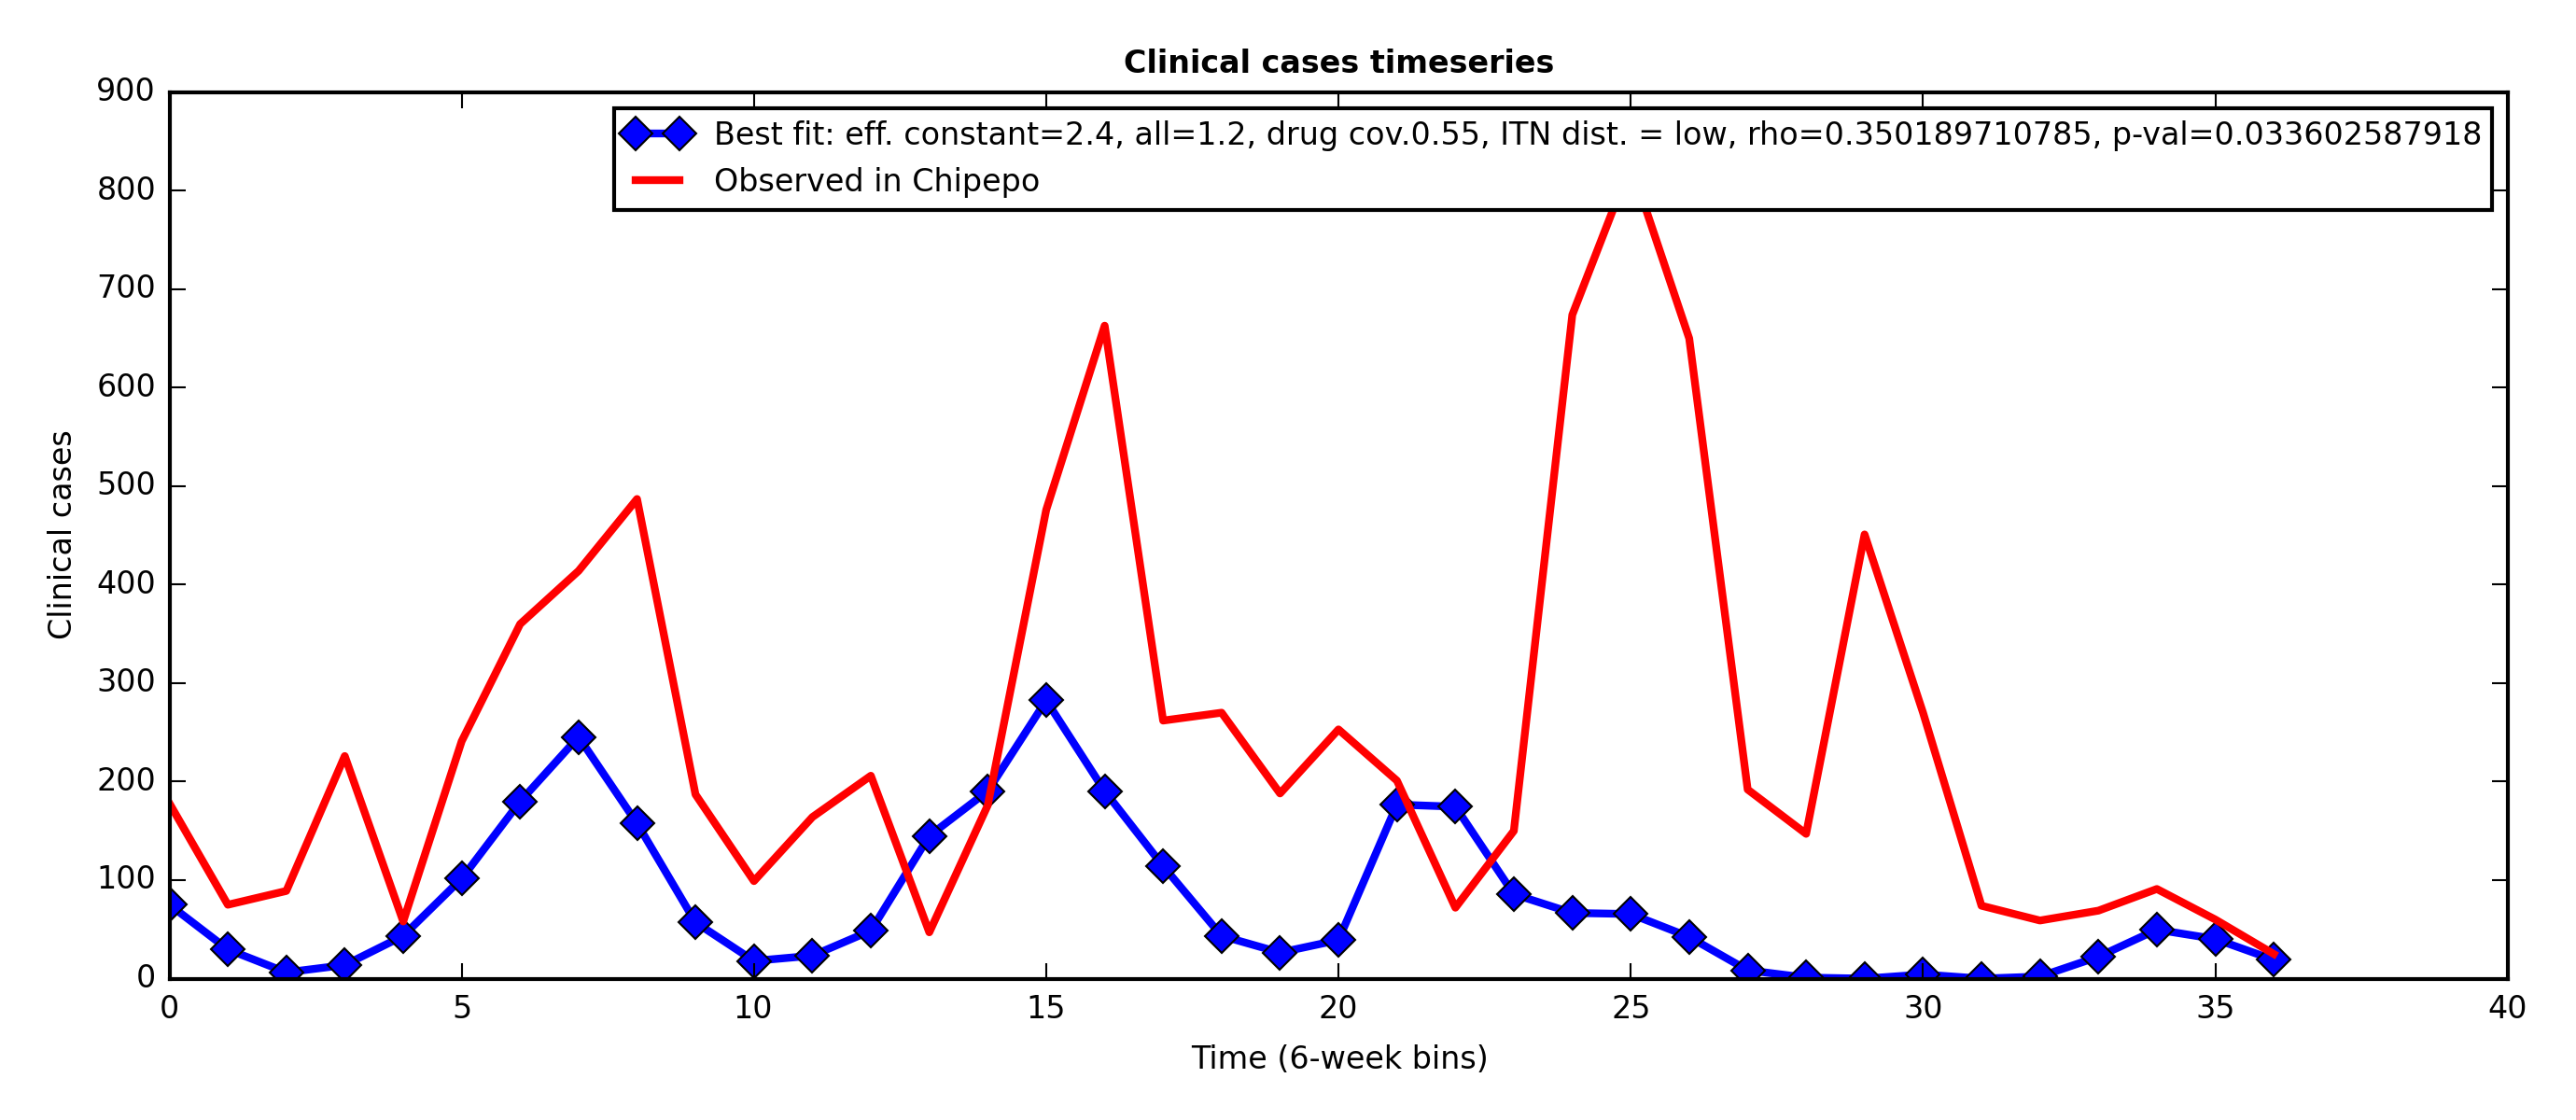 Clinical cases timeseries
900
800
700
600
500
400
300
200
100
0
Clinical cases
Best fit: eff. constant=2.4, all=1.2, drug cov.0.55, ITN dist. = low, rho=0.350189710785, p-val=0.033602587918
Observed in Chipepo
0 5 10 15 20 25 30 35 40
Time (6-week bins)